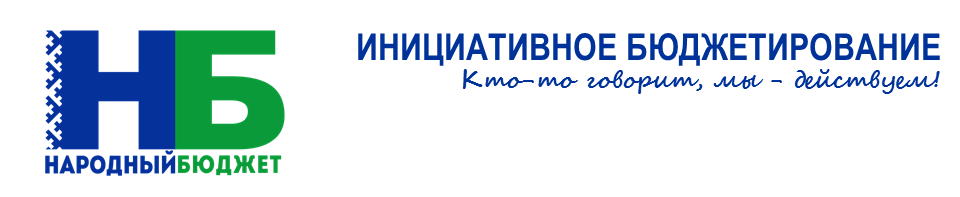 НБ
НАРОДНЫЙБЮДЖЕТ
ИНИЦИАТИВНОЕ БЮДЖЕТИРОВАНИЕ
Кто-то говорит, мы - действуем!